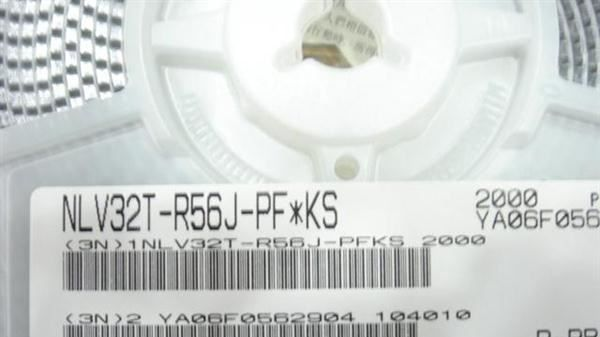 NLV32T-R56J-PF*KS
2000 P
YA06F056
(3N)1NLV32T-R56J-PFKS 2000
(3N)2 YA06F0562904 104010